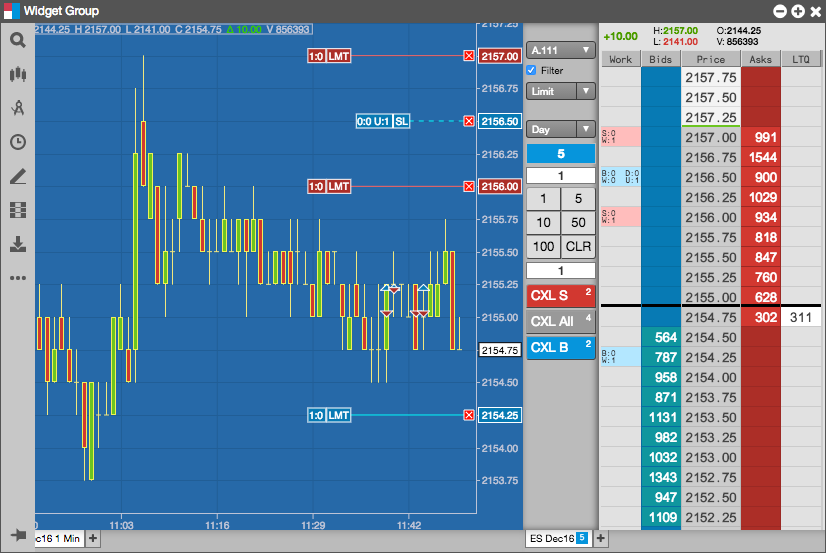 Widget Group
2144.25 H 2157.00 L 2141.00 C 2154.75 Δ 10.00 V 856393
2157.25
1:0 LMT 2157.00
2156.75
0:0 U:1 SL 2156.50
2156.25
1:0 LMT 2156.00
2155.75
2155.50
2155.25
2155.00
2154.75
2154.50
1:0 LMT 2154.25
2154.00
2153.75
11:03 11:16 11:29 11:42
c16 1 Min +
A.111
Filter
Limit
Day
5
1
1 5
10 50
100 CLR
1
CXL S 2
CXL All 4
CXL B 2
ES Dec16 5 +
+10.00 H:2157.00 O:2144.25
L: 2141.00 V: 856393
Work Bids Price Asks LTQ
2157.75
2157.50
2157.25
S:0 W:1 2157.00 991
2156.75 1544
B:0 D:0 W:0 U:1 2156.50 900
2156.25 1029
S:0 W:1 2156.00 934
2155.75 818
2155.50 847
2155.25 760
2155.00 628
2154.75 302 311
564 2154.50
B:0 W:1 787 2154.25
958 2154.00
871 2153.75
1131 2153.50
982 2153.25
1032 2153.00
1343 2152.75
947 2152.50
1109 2152.25